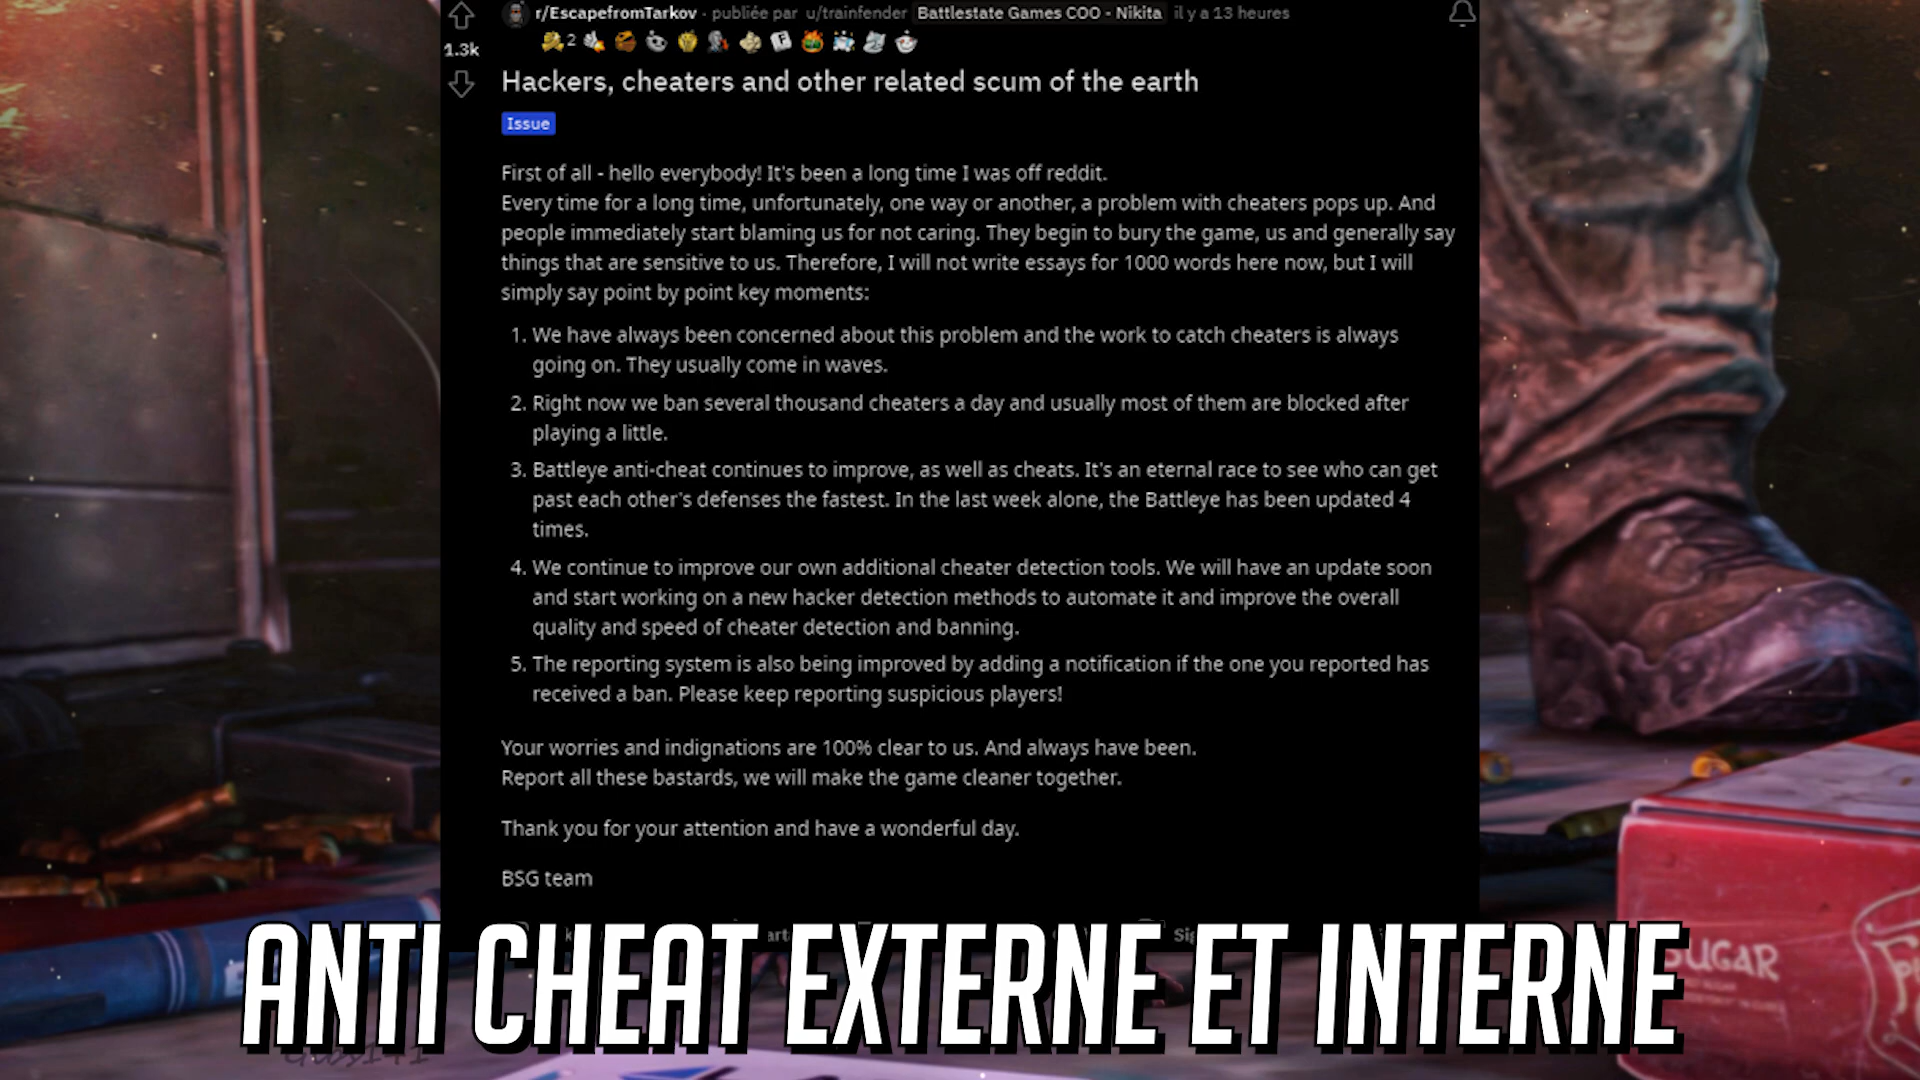 r/EscapefromTarkov · publiée par u/trainfender Battlestate Games COO - Nikita il y a 13 heures
2
1.3k
Hackers, cheaters and other related scum of the earth
Issue
First of all - hello everybody! It's been a long time I was off reddit.
Every time for a long time, unfortunately, one way or another, a problem with cheaters pops up. And
people immediately start blaming us for not caring. They begin to bury the game, us and generally say
things that are sensitive to us. Therefore, I will not write essays for 1000 words here now, but I will
simply say point by point key moments:
1. We have always been concerned about this problem and the work to catch cheaters is always
going on. They usually come in waves.
2. Right now we ban several thousand cheaters a day and usually most of them are blocked after
playing a little.
3. Battleye anti-cheat continues to improve, as well as cheats. It's an eternal race to see who can get
past each other's defenses the fastest. In the last week alone, the Battleye has been updated 4
times.
4. We continue to improve our own additional cheater detection tools. We will have an update soon
and start working on a new hacker detection methods to automate it and improve the overall
quality and speed of cheater detection and banning.
5. The reporting system is also being improved by adding a notification if the one you reported has
received a ban. Please keep reporting suspicious players!
Your worries and indignations are 100% clear to us. And always have been.
Report all these bastards, we will make the game cleaner together.
Thank you for your attention and have a wonderful day.
BSG team
ANTI CHEAT EXTERNE ET INTERNE
SUGAR